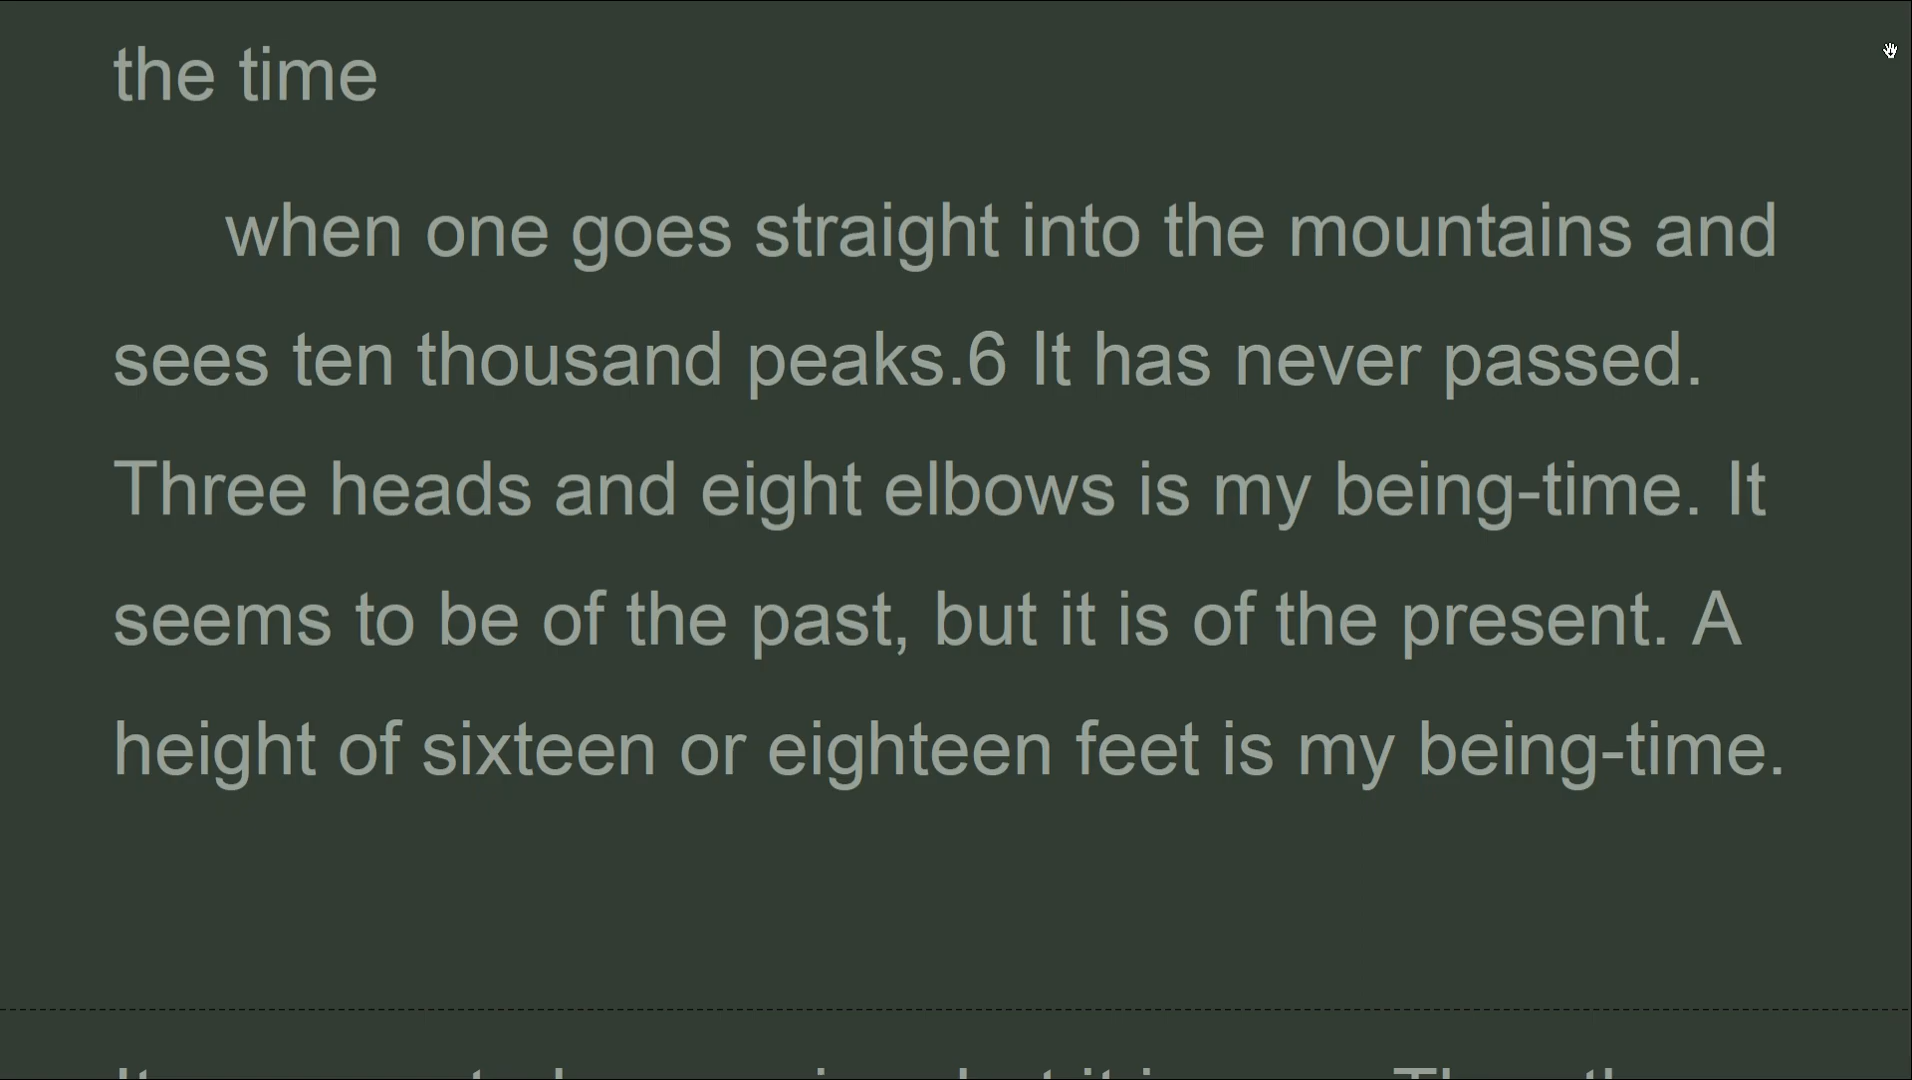 the time
when one goes straight into the mountains and
sees ten thousand peaks.6 It has never passed.
Three heads and eight elbows is my being-time. It
seems to be of the past, but it is of the present. A
height of sixteen or eighteen feet is my being-time.